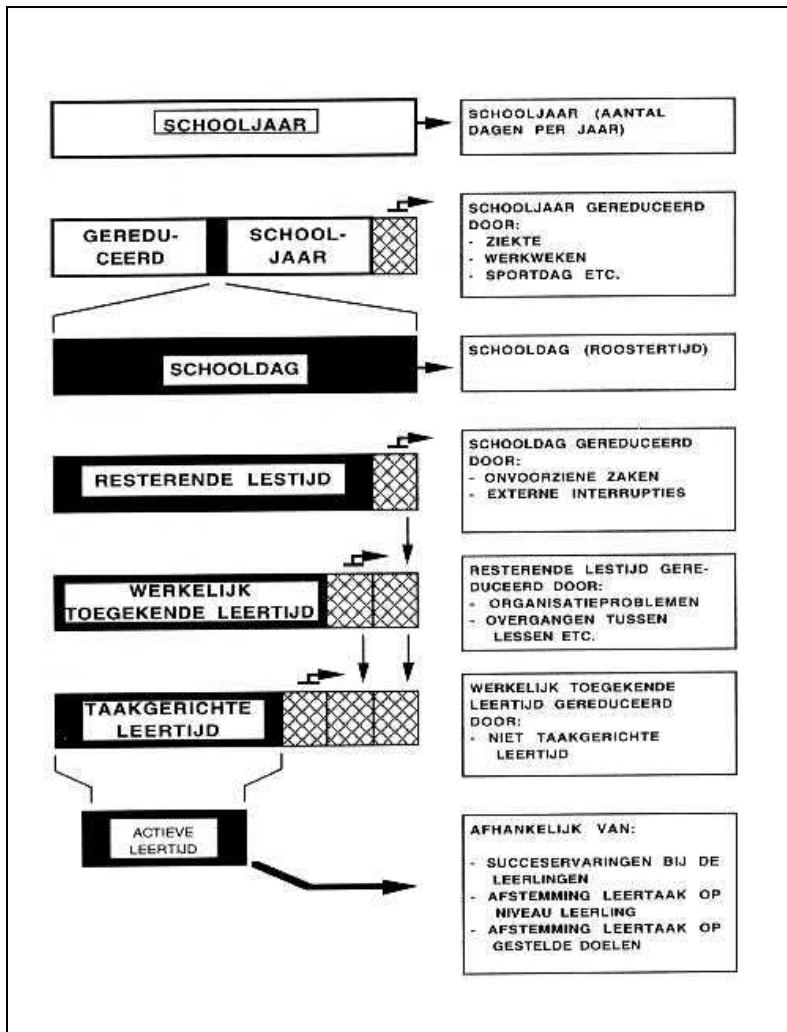 SCHOOLJAAR
SCHOOLJAAR (AANTAL
DAGEN PER JAAR)
GEREDU-
CEERD
SCHOOL-
JAAR
SCHOOLJAAR GEREDUCEERD
DOOR:
- ZIEKTE
- WERKWEKEN
- SPORTDAG ETC.
SCHOOLDAG
SCHOOLDAG (ROOSTERTIJD)
RESTERENDE LESTIJD
SCHOOLDAG GEREDUCEERD
DOOR:
- ONVOORZIENE ZAKEN
- EXTERNE INTERRUPTIES
WERKELIJK
TOEGEKENDE LEERTIJD
RESTERENDE LESTIJD GERE-
DUCEERD DOOR:
- ORGANISATIEPROBLEMEN
- OVERGANGEN TUSSEN
LESSEN ETC.
TAAKGERICHTE
LEERTIJD
WERKELIJK TOEGEKENDE
LEERTIJD GEREDUCEERD
DOOR:
- NIET TAAKGERICHTE
LEERTIJD
ACTIEVE
LEERTIJD
AFHANKELIJK VAN:
- SUCCESERVARINGEN BIJ DE
LEERLINGEN
- AFSTEMMING LEERTAAK OP
NIVEAU LEERLING
- AFSTEMMING LEERTAAK OP
GESTELDE DOELEN